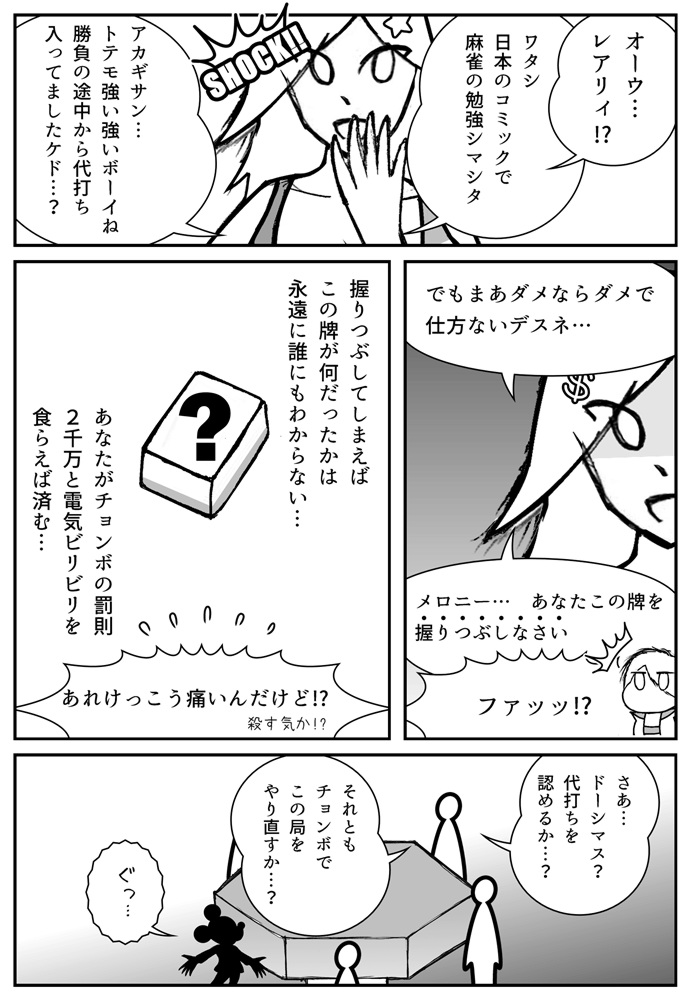 オーウ…
レアリィ!?
ワタシ
日本のコミックで
麻雀の勉強シマシタ
SHOCK!!
アカギサン…
トテモ強い強いボーイね
勝負の途中から代打ち
入ってましたケド…?
でもまあダメならダメで
仕方ないデスネ…
$
メロニー… あなたこの牌を
握りつぶしなさい
ファッッ!?
握りつぶしてしまえば
この牌が何だったかは
永遠に誰にもわからない…
?
あなたがチョンボの罰則
2千万と電気ビリビリを
食らえば済む…
あれけっこう痛いんだけど!?
殺す気か!?
さあ…
ドーシマス?
代打ちを
認めるか…?
それとも
チョンボで
この局を
やり直すか…?
ぐっ…